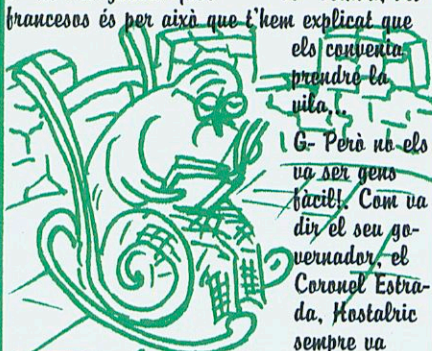 francesos és per això que t'hem explicat que
els convenia
prendre la
vila,!..
G.- Però no els
va ser gens
fàcil!. Com va
dir el seu go-
vernador, el
Coronel Estra-
da, Hostalric
sempre va